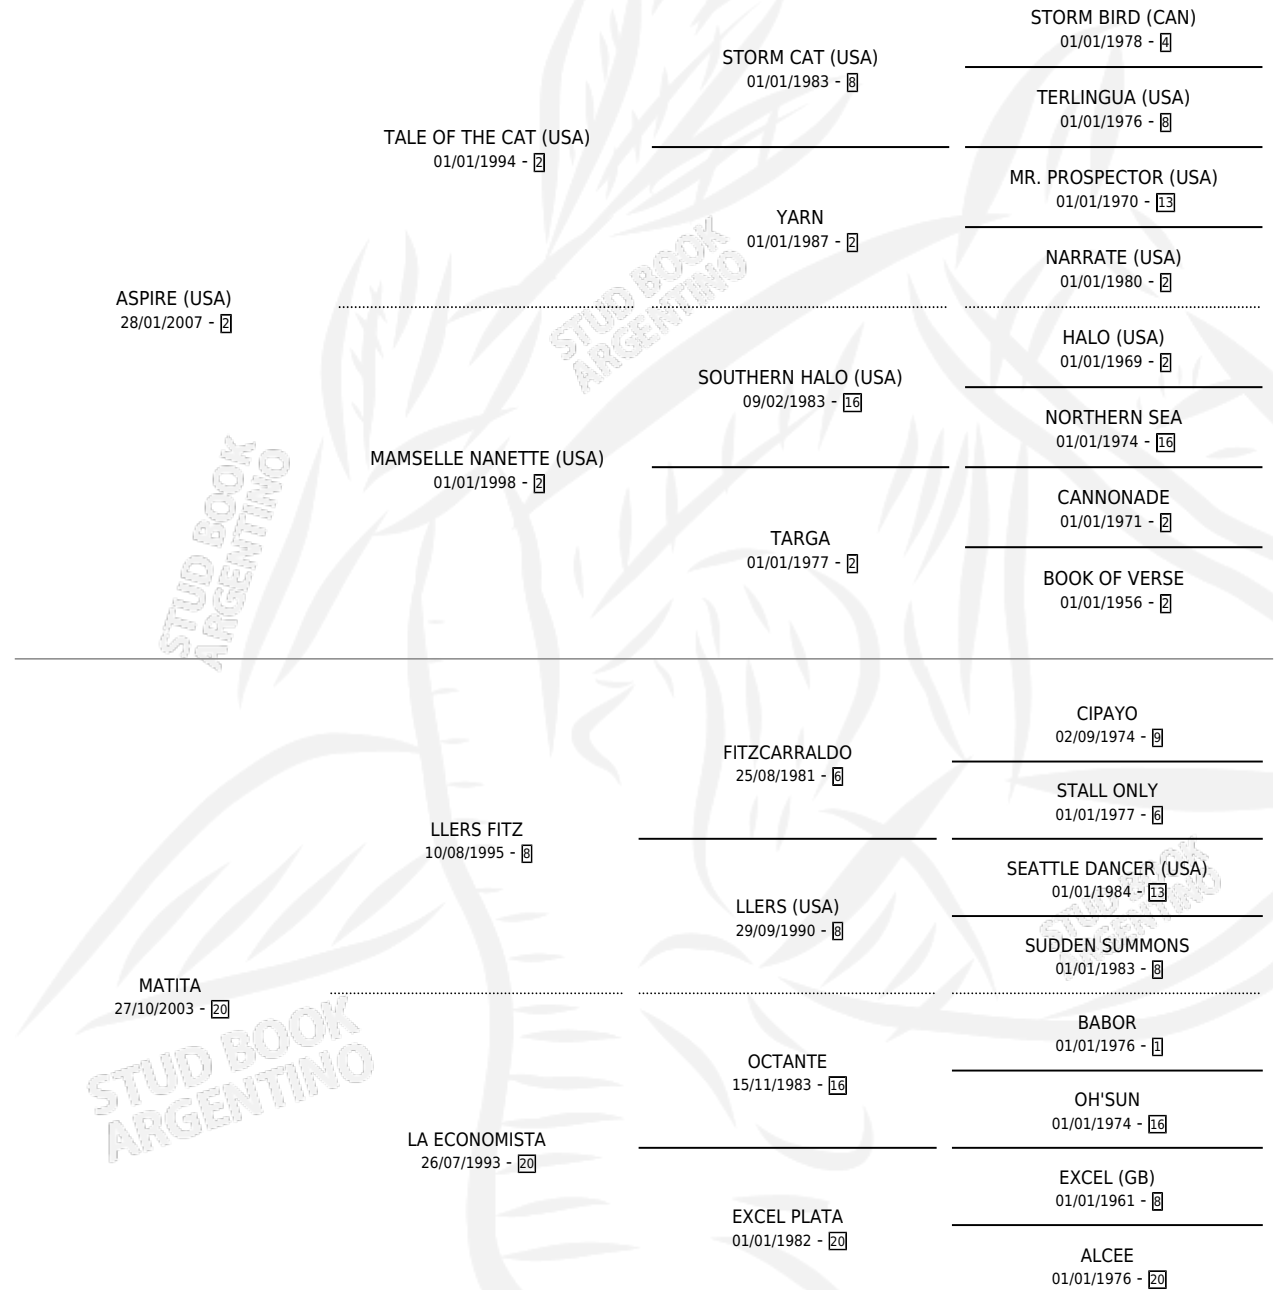 STORM BIRD (CAN)
01/01/1978 - 4
STORM CAT (USA)
01/01/1983 - 8
TERLINGUA (USA)
01/01/1976 - 8
TALE OF THE CAT (USA)
01/01/1994 - 2
MR. PROSPECTOR (USA)
01/01/1970 - 13
YARN
01/01/1987 - 2
NARRATE (USA)
01/01/1980 - 2
ASPIRE (USA)
28/01/2007 - 2
STUD BOOK
ARGENTINO
HALO (USA)
01/01/1969 - 2
SOUTHERN HALO (USA)
09/02/1983 - 16
NORTHERN SEA
01/01/1974 - 16
MAMSELLE NANETTE (USA)
01/01/1998 - 2
CANNONADE
01/01/1971 - 2
TARGA
01/01/1977 - 2
BOOK OF VERSE
01/01/1956 - 2
STUD BOOK
ARGENTINO
CIPAYO
02/09/1974 - 9
FITZCARRALDO
25/08/1981 - 6
STALL ONLY
01/01/1977 - 6
LLERS FITZ
10/08/1995 - 8
SEATTLE DANCER (USA)
01/01/1984 - 13
LLERS (USA)
29/09/1990 - 8
SUDDEN SUMMONS
01/01/1983 - 8
STUD BOOK
ARGENTINO
MATITA
27/10/2003 - 20
BABOR
01/01/1976 - 1
OCTANTE
15/11/1983 - 16
OH'SUN
01/01/1974 - 16
STUD BOOK
ARGENTINO
LA ECONOMISTA
26/07/1993 - 20
EXCEL (GB)
01/01/1961 - 8
EXCEL PLATA
01/01/1982 - 20
ALCEE
01/01/1976 - 20